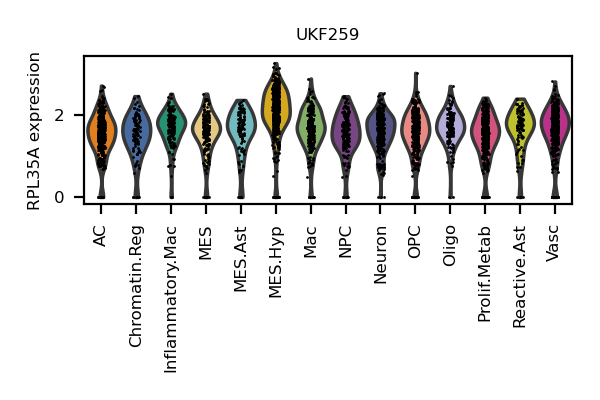 UKF259
RPL35A expression
2
0
AC
Chromatin.Reg
Inflammatory.Mac
MES
MES.Ast
MES.Hyp
Mac
NPC
Neuron
OPC
Oligo
Prolif.Metab
Reactive.Ast
Vasc